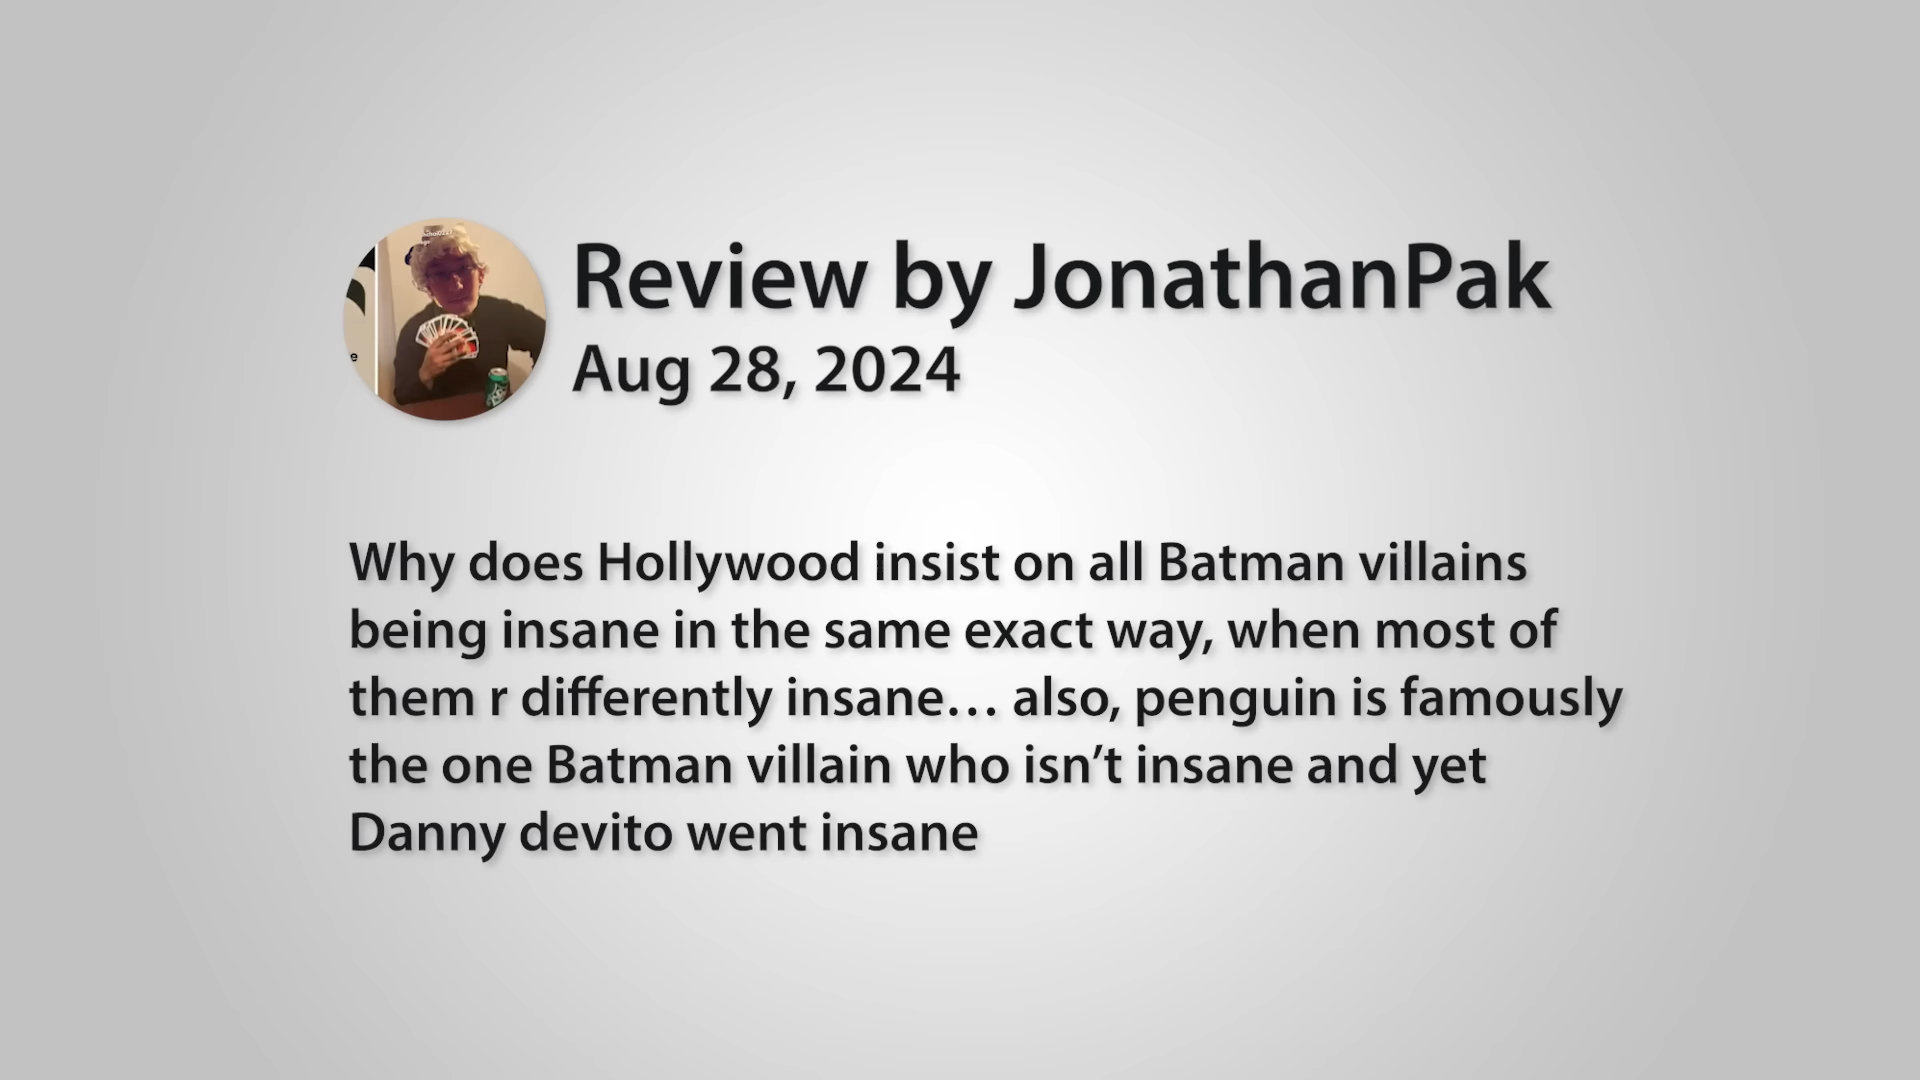 Review by JonathanPak
Aug 28, 2024
e
Why does Hollywood insist on all Batman villains
being insane in the same exact way, when most of
them r differently insane… also, penguin is famously
the one Batman villain who isn’t insane and yet
Danny devito went insane